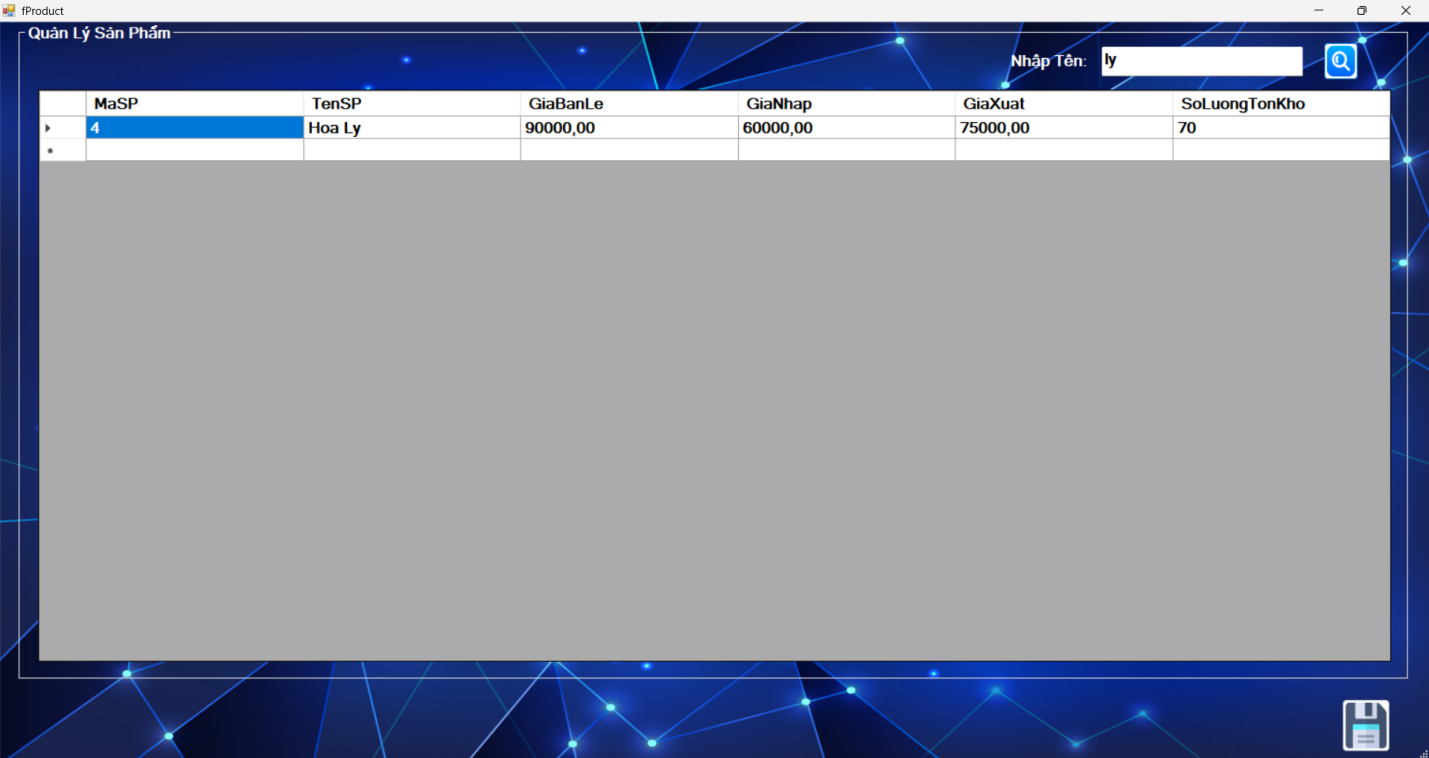 fProduct
Quản Lý Sản Phẩm
Nhập Tên: ly
MaSP TenSP GiaBanLe GiaNhap GiaXuat SoLuongTonKho
4 Hoa Ly 90000,00 60000,00 75000,00 70